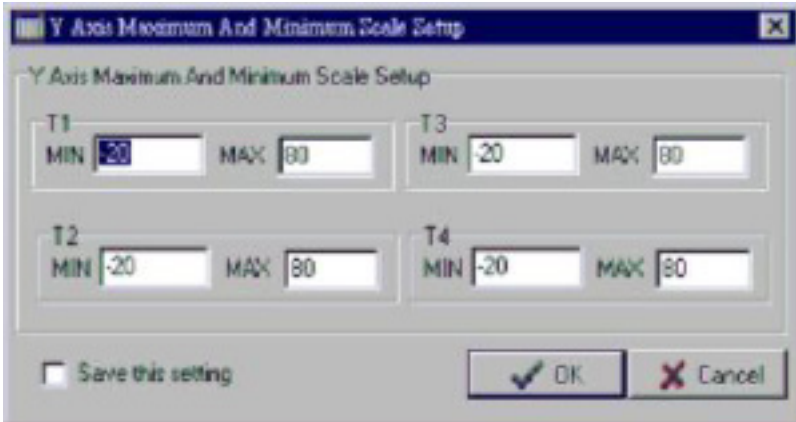 Y Axis Maximum And Minimum Scale Setup
Y Axis Maximum And Minimum Scale Setup
T1
MIN -20 MAX 80
T3
MIN -20 MAX 80
T2
MIN -20 MAX 80
T4
MIN -20 MAX 80
Save this setting
OK
Cancel